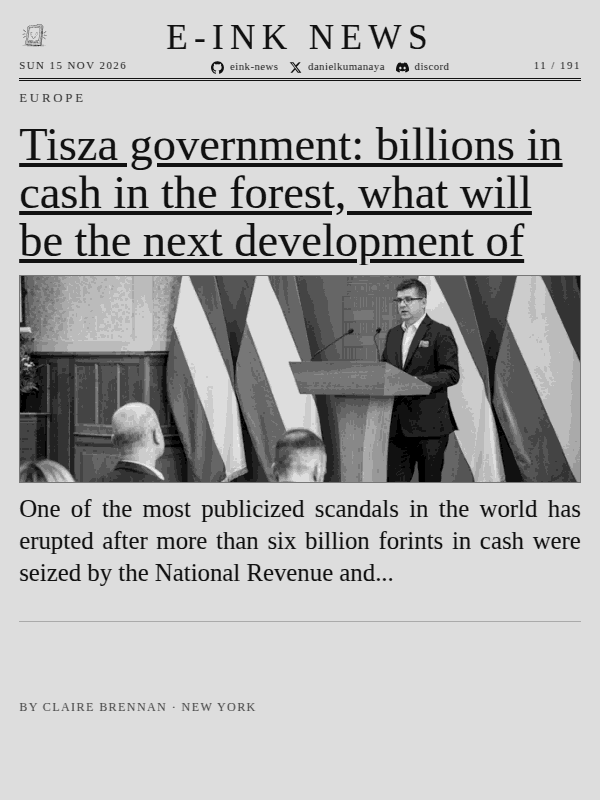 E-INK NEWS
SUN 15 NOV 2026
eink-news danielkumanaya discord
11 / 191
EUROPE
Tisza government: billions in
cash in the forest, what will
be the next development of
One of the most publicized scandals in the world has
erupted after more than six billion forints in cash were
seized by the National Revenue and...
BY CLAIRE BRENNAN · NEW YORK